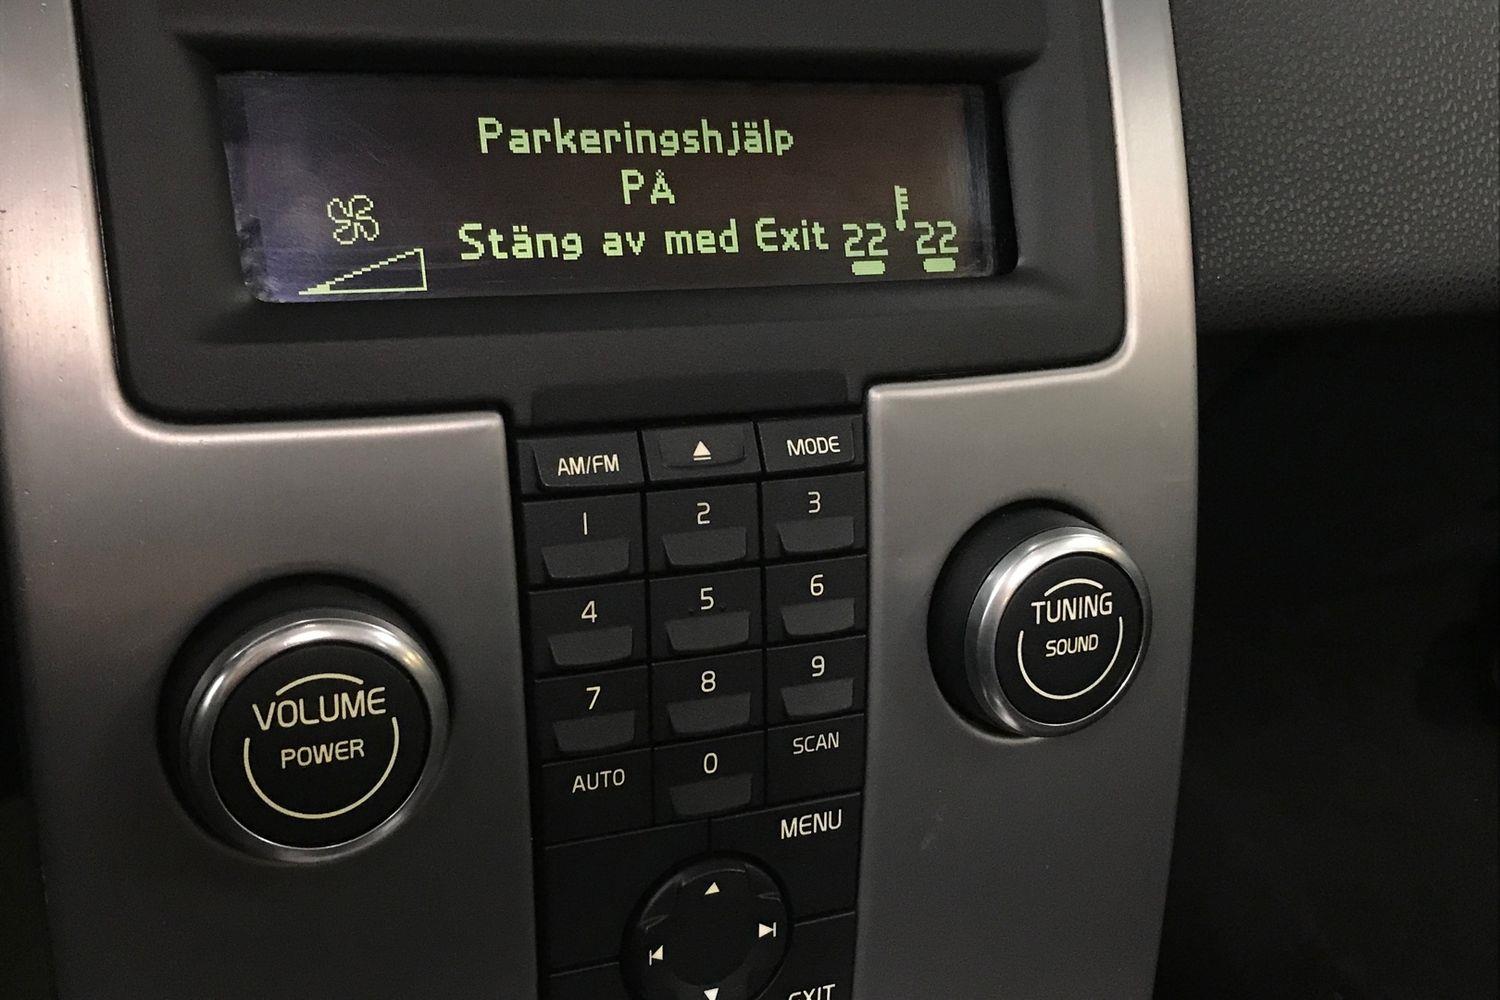 Parkeringshjälp
PÅ
Stäng av med Exit 22 22
AM/FM MODE
1 2 3
4 5 6
7 8 9
AUTO 0 SCAN
MENU
EXIT
VOLUME
POWER
TUNING
SOUND